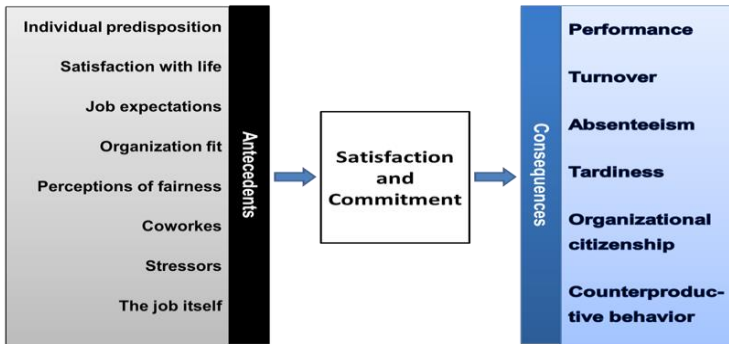 Individual predisposition
Satisfaction with life
Job expectations
Organization fit
Perceptions of fairness
Coworkes
Stressors
The job itself
Antecedents
Satisfaction
and
Commitment
Consequences
Performance
Turnover
Absenteeism
Tardiness
Organizational
citizenship
Counterproduc-
tive behavior